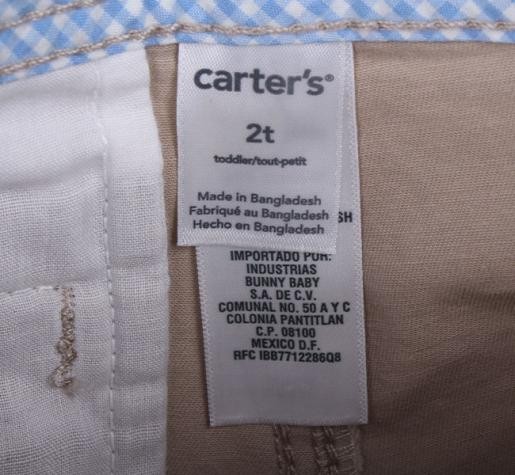 carter's®
2t
toddler/tout-petit
Made in Bangladesh
Fabriqué au Bangladesh
Hecho en Bangladesh
SH
IMPORTADO POR:
INDUSTRIAS
BUNNY BABY
S.A. DE C.V.
COMUNAL NO. 50 A Y C
COLONIA PANTITLAN
C.P. 08100
MEXICO D.F.
RFC IBB7712286Q8